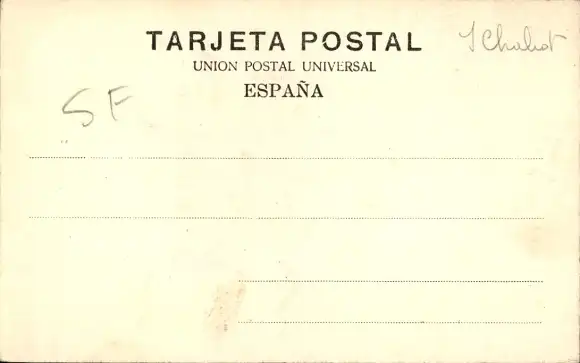 TARJETA POSTAL
UNION POSTAL UNIVERSAL
ESPAÑA
SF